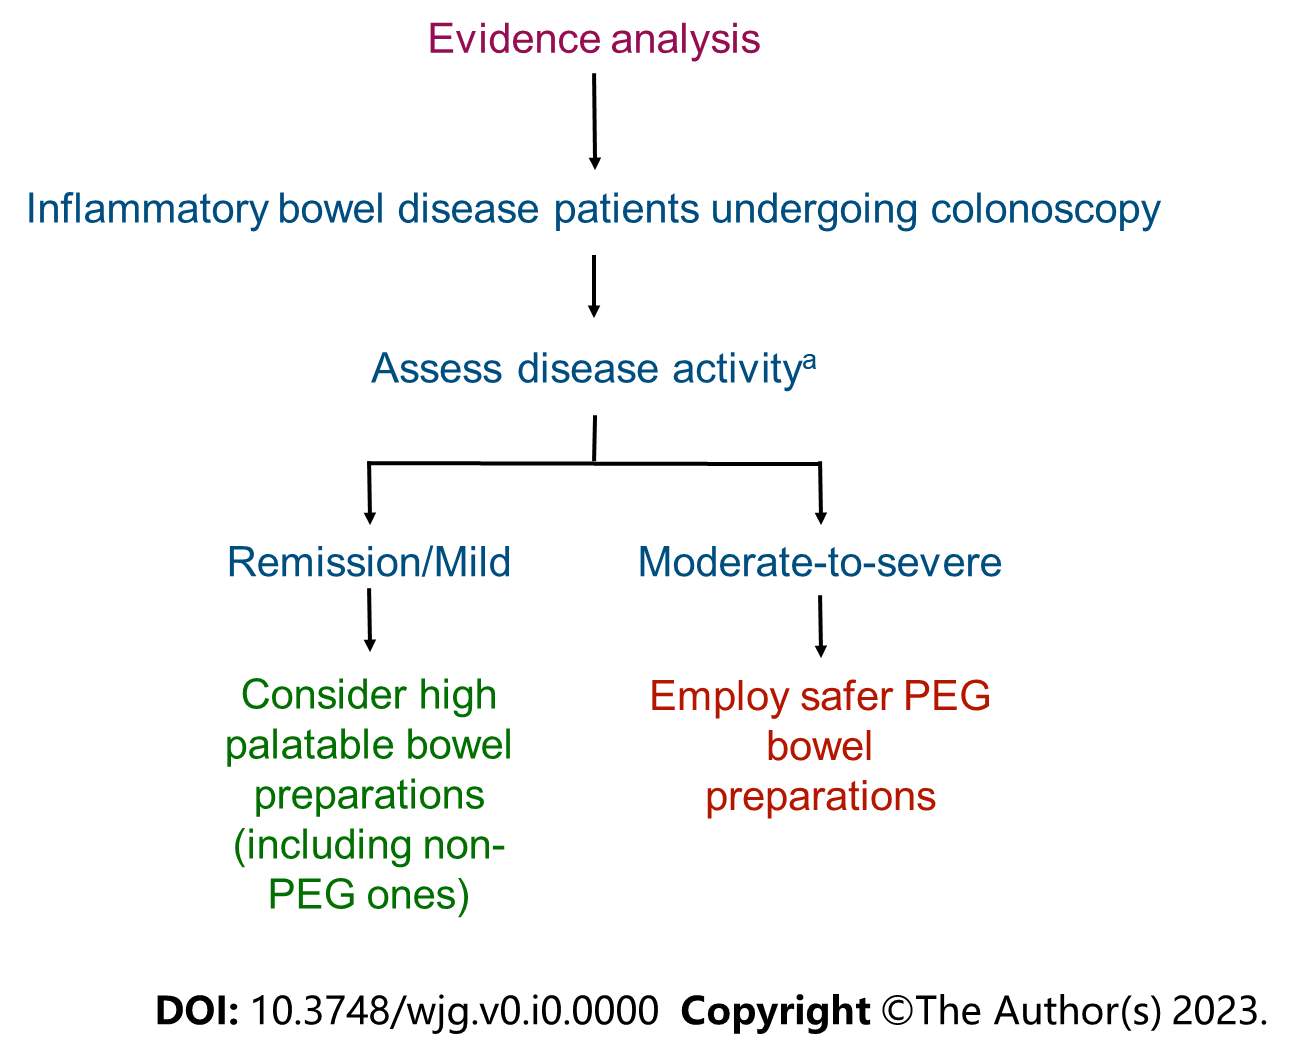 Evidence analysis
Inflammatory bowel disease patients undergoing colonoscopy
Assess disease activityᵃ
Remission/Mild
Moderate-to-severe
Consider high
palatable bowel
preparations
(including non-
PEG ones)
Employ safer PEG
bowel
preparations
DOI: 10.3748/wjg.v0.i0.0000 Copyright ©The Author(s) 2023.